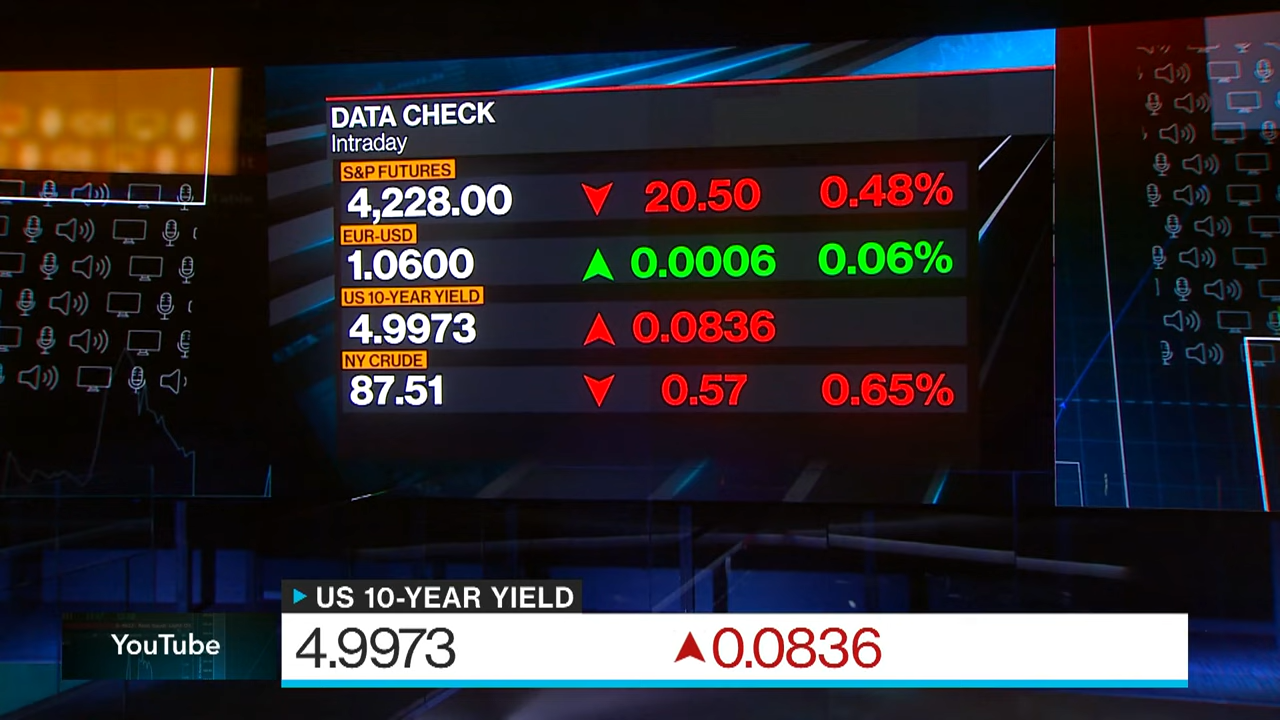 DATA CHECK
Intraday
S&P FUTURES
4,228.00 20.50 0.48%
EUR-USD
1.0600 0.0006 0.06%
US 10-YEAR YIELD
4.9973 0.0836
NY CRUDE
87.51 0.57 0.65%
US 10-YEAR YIELD
YouTube
4.9973 0.0836